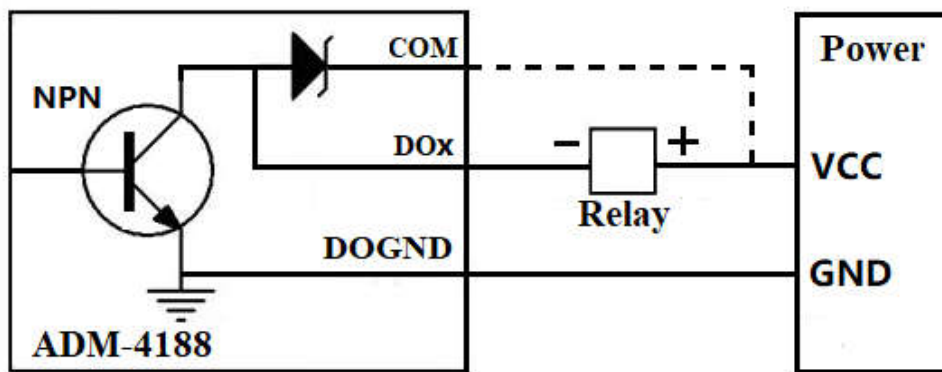 COM
Power
NPN
DOx
− +
VCC
Relay
DOGND
GND
ADM-4188